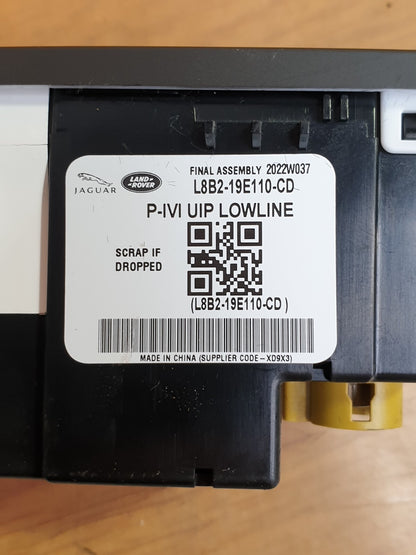 FINAL ASSEMBLY 2022W037
JAGUAR
LAND-
ROVER
L8B2-19E110-CD
P-IVI UIP LOWLINE
SCRAP IF
DROPPED
(L8B2-19E110-CD )
MADE IN CHINA (SUPPLIER CODE-XD9X3)